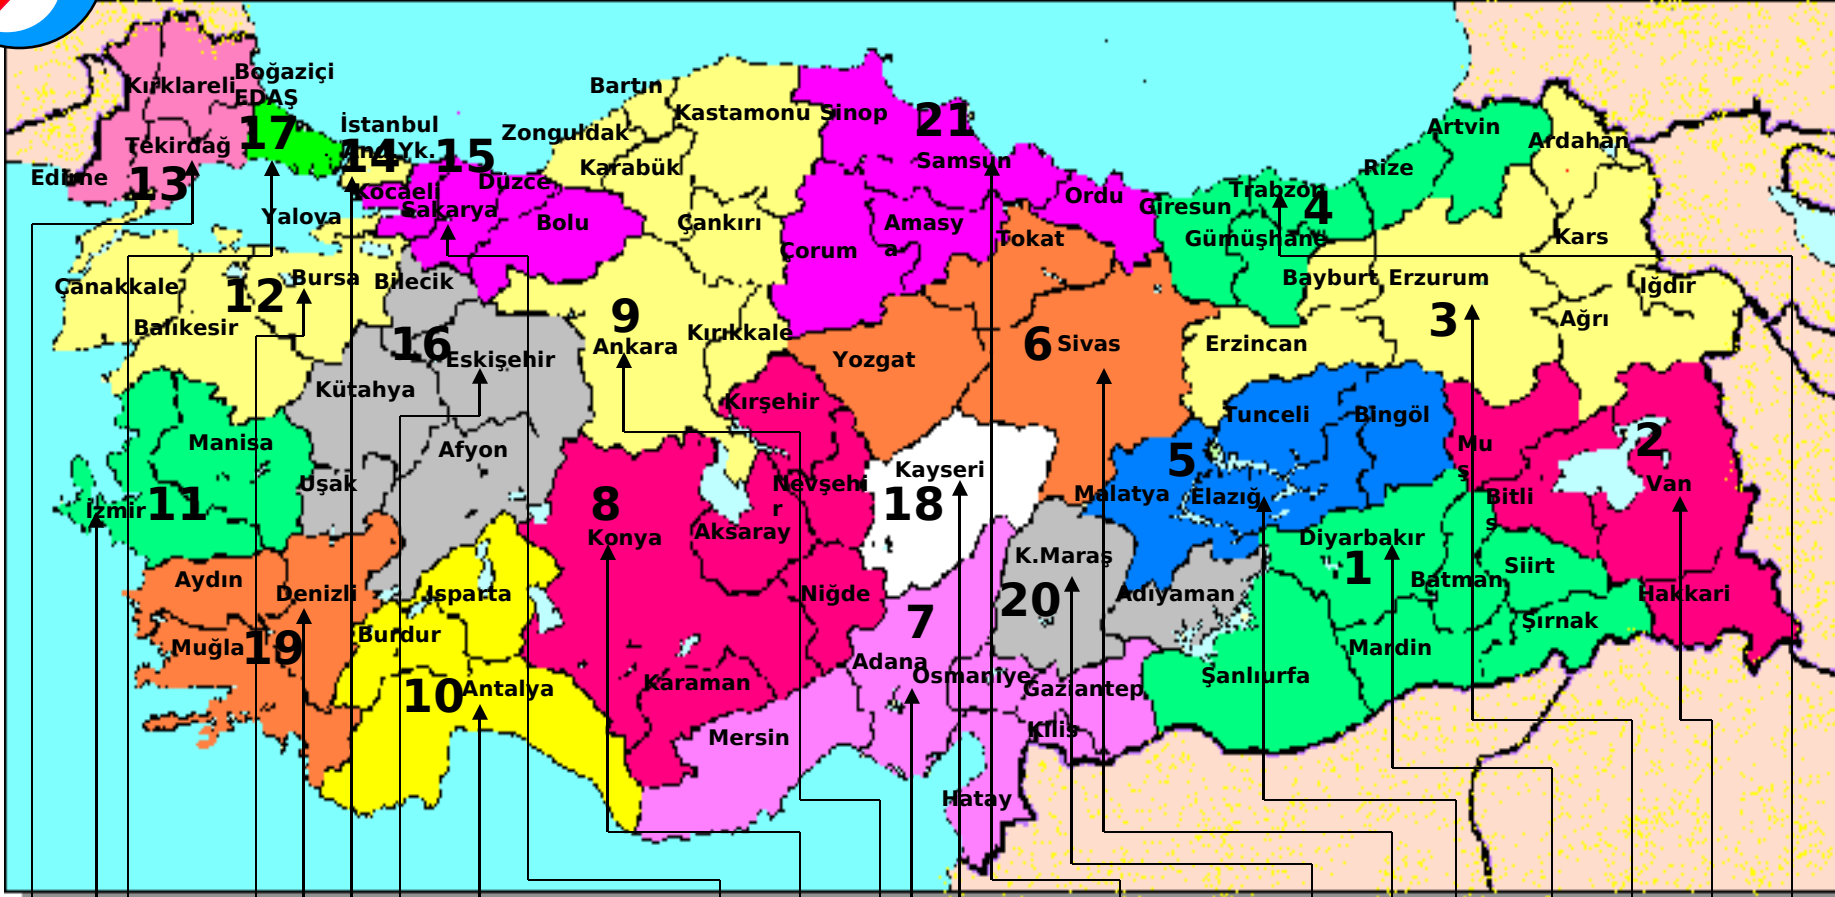 Boğaziçi
EDAŞ
Kırklareli
Bartın
Kastamonu
Sinop
21
İstanbul
And. Yk.
Zonguldak
Artvin
Ardahan
17
14
15
Tekirdağ
Samsun
Karabük
Rize
Edirne
13
Kocaeli
Düzce
Ordu
Trabzon
Giresun
4
Yalova
Sakarya
Bolu
Çankırı
Amasy
a
Çorum
Tokat
Gümüşhane
Kars
Çanakkale
12
Bursa
Bilecik
Bayburt
Erzurum
Iğdır
Balıkesir
16
9
Kırıkkale
3
Ağrı
Eskişehir
Ankara
Yozgat
6
Sivas
Erzincan
Kütahya
Kırşehir
Tunceli
Bingöl
Manisa
Afyon
Mu
ş
2
Uşak
Nevşehi
r
Kayseri
5
Van
İzmir
11
8
Konya
Aksaray
18
Malatya
Elazığ
Bitli
s
Diyarbakır
K.Maraş
1
Siirt
Aydın
Denizli
Isparta
Niğde
20
Adıyaman
Batman
Hakkari
Burdur
7
Şırnak
Muğla
19
Mardin
Adana
Osmaniye
Şanlıurfa
10
Antalya
Karaman
Gaziantep
Mersin
Kilis
Hatay